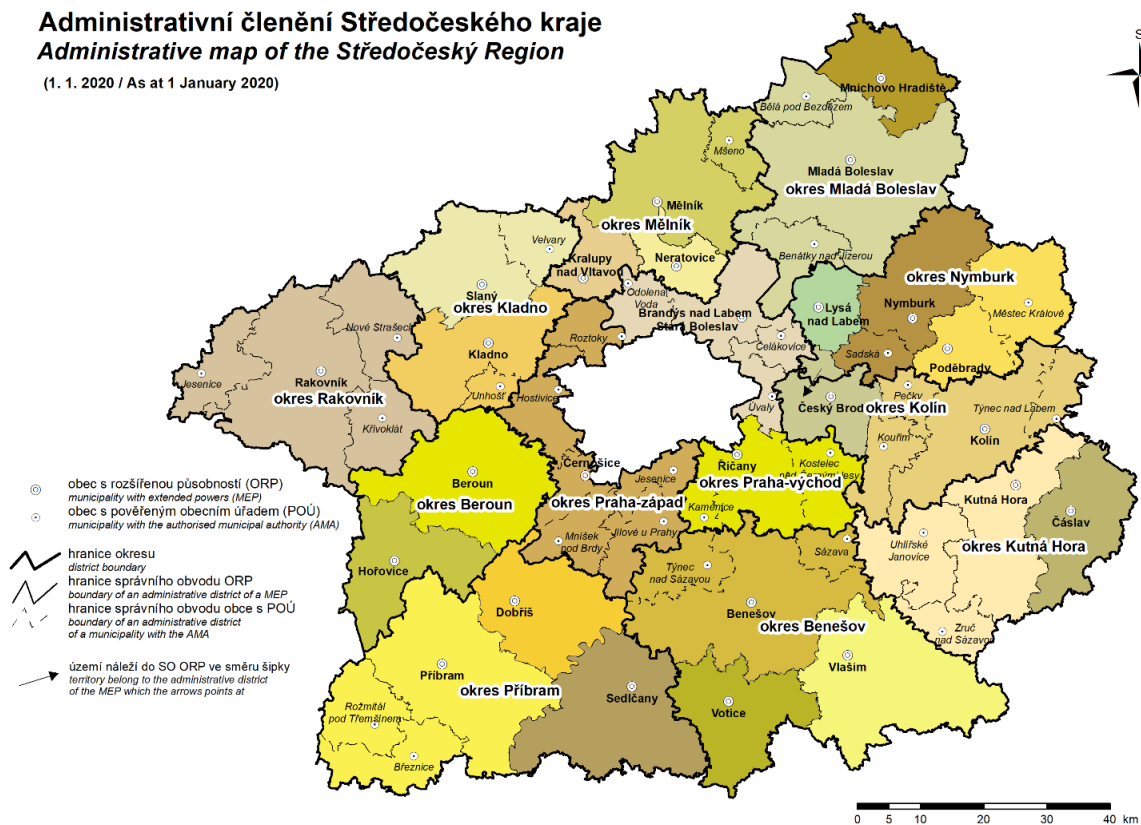 Administrativní členění Středočeského kraje
Administrative map of the Středočeský Region
(1. 1. 2020 / As at 1 January 2020)
S
Mnichovo Hradiště
Bělá pod Bezdězem
Mšeno
Mladá Boleslav
okres Mladá Boleslav
Mělník
okres Mělník
Velvary
Kralupy
nad Vltavou
Neratovice
Benátky nad Jizerou
okres Nymburk
Slaný
okres Kladno
Odolena
Voda
Brandýs nad Labem
Stará Boleslav
Lysá
nad Labem
Nymburk
Městec Králové
Nové Strašecí
Roztoky
Čelákovice
Sadská
Poděbrady
Kladno
Jesenice
Rakovník
okres Rakovník
Unhošť
Hostivice
Úvaly
Český Brod
okres Kolín
Pečky
Týnec nad Labem
Křivoklát
Kolín
Kouřim
Černošice
Říčany
Kostelec
nad Černými lesy
Beroun
okres Beroun
Jesenice
okres Praha-západ
okres Praha-východ
Kamenice
Kutná Hora
Čáslav
Mníšek
pod Brdy
Jílové u Prahy
Sázava
Uhlířské
Janovice
okres Kutná Hora
Hořovice
Týnec
nad Sázavou
Dobříš
Benešov
okres Benešov
Zruč
nad Sázavou
Příbram
okres Příbram
Sedlčany
Votice
Vlašim
Rožmitál
pod Třemšínem
Březnice
obec s rozšířenou působností (ORP)
municipality with extended powers (MEP)
obec s pověřeným obecním úřadem (POÚ)
municipality with the authorised municipal authority (AMA)
hranice okresu
district boundary
hranice správního obvodu ORP
boundary of an administrative district of a MEP
hranice správního obvodu obce s POÚ
boundary of an administrative district
of a municipality with the AMA
území náleží do SO ORP ve směru šipky
territory belong to the administrative district
of the MEP which the arrows points at
0 5 10 20 30 40 km